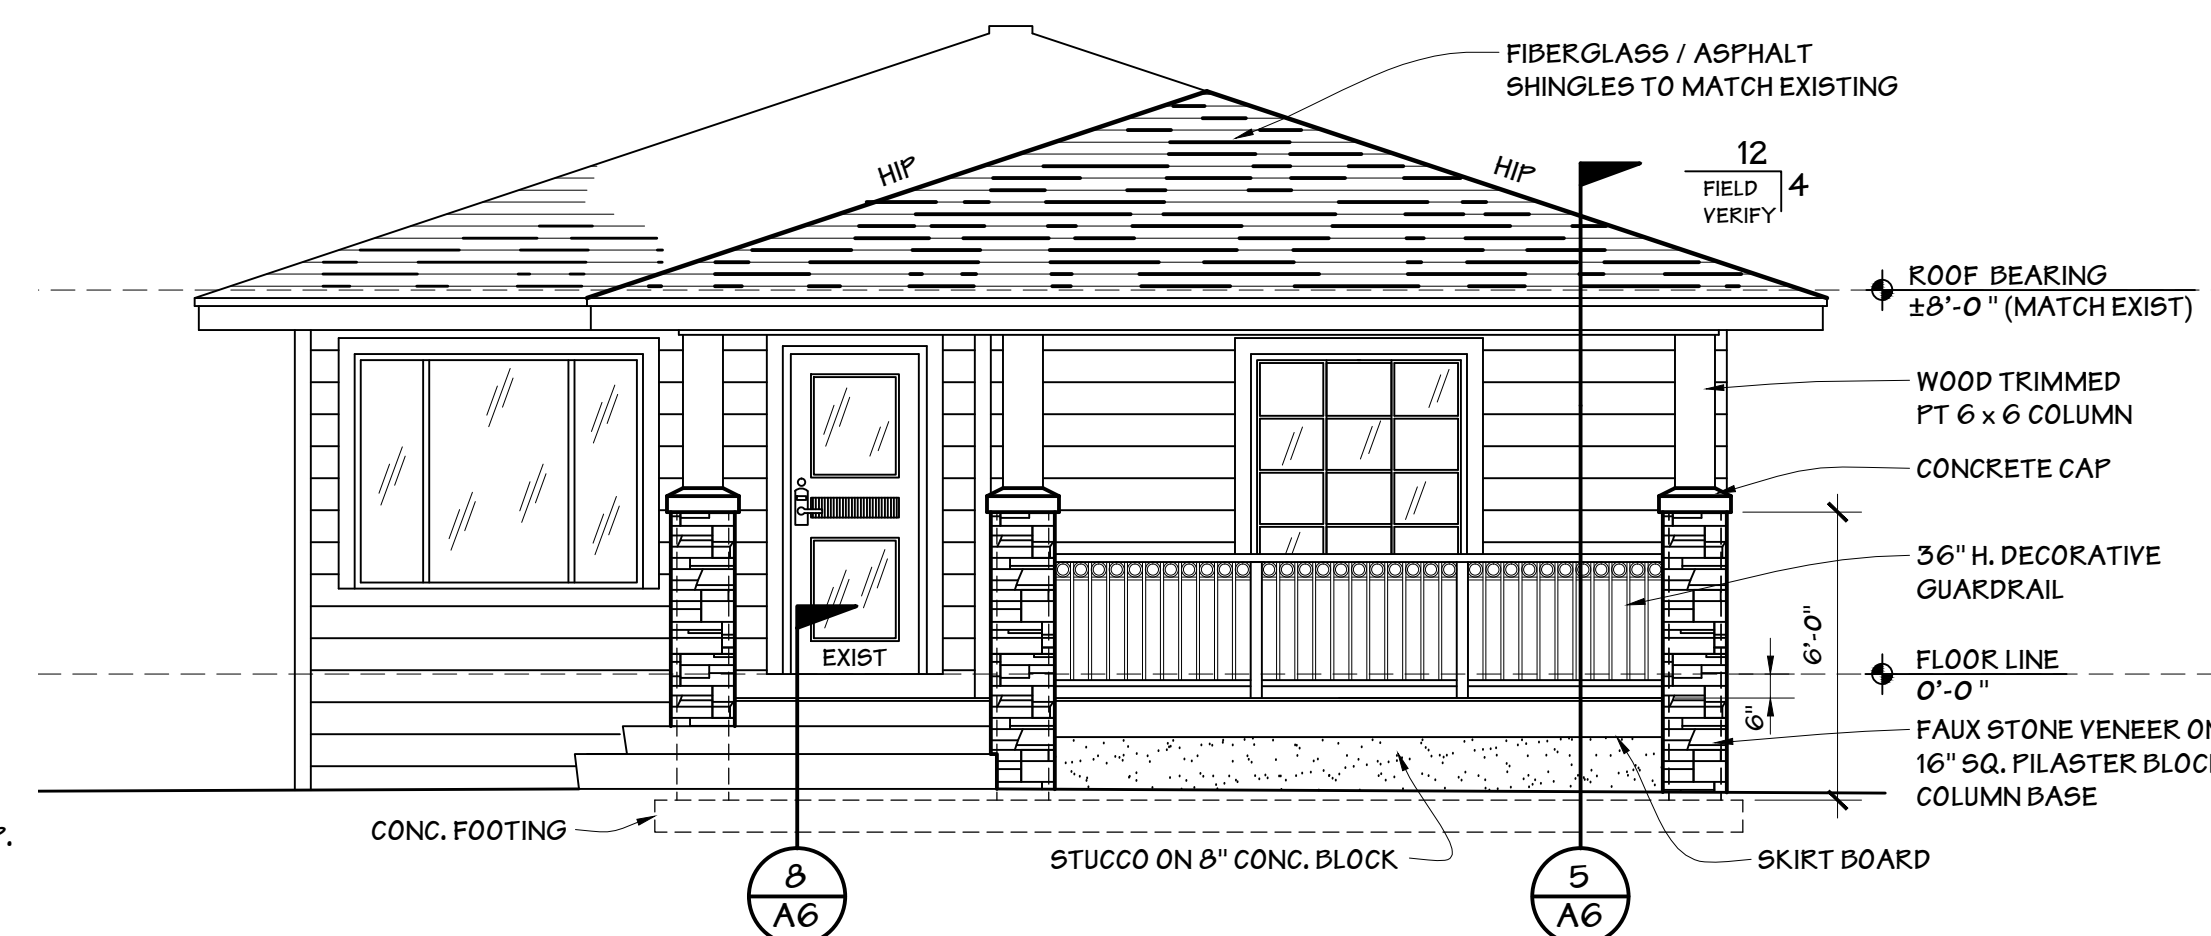 FIBERGLASS / ASPHALT
SHINGLES TO MATCH EXISTING
HIP
HIP
12
4
FIELD
VERIFY
ROOF BEARING
±8'-0" (MATCH EXIST)
WOOD TRIMMED
PT 6 x 6 COLUMN
CONCRETE CAP
36" H. DECORATIVE
GUARDRAIL
6'-0"
EXIST
FLOOR LINE
0'-0"
6"
FAUX STONE VENEER
16" SQ. PILASTER
COLUMN BASE
CONC. FOOTING
STUCCO ON 8" CONC. BLOCK
SKIRT BOARD
8
A6
5
A6